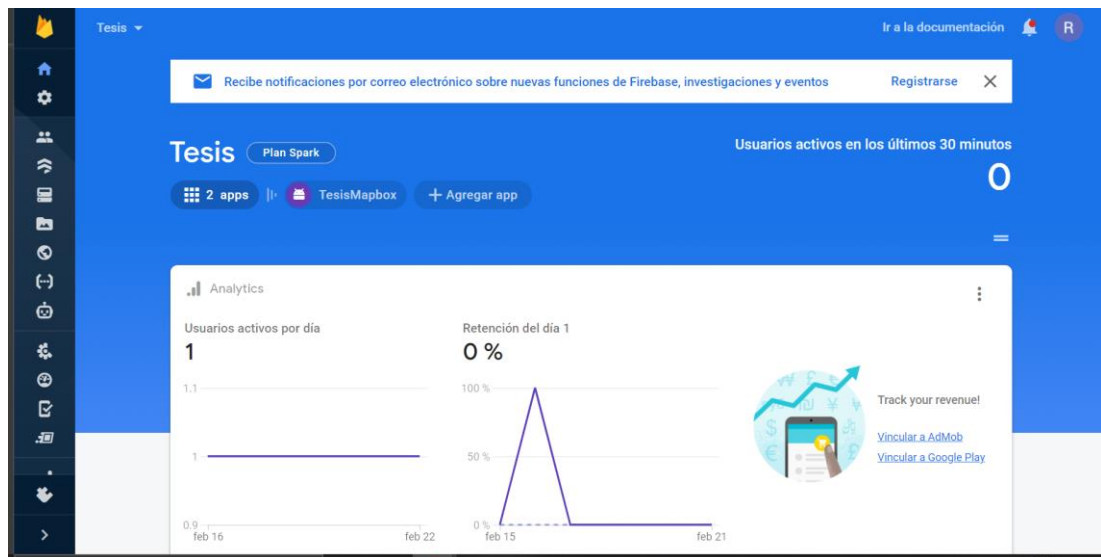 Tesis
Ir a la documentación
R
Recibe notificaciones por correo electrónico sobre nuevas funciones de Firebase, investigaciones y eventos
Registrarse
Tesis
Plan Spark
Usuarios activos en los últimos 30 minutos
0
2 apps
TesisMapbox
+ Agregar app
Analytics
Usuarios activos por día
1
1.1
1
0.9
feb 16
feb 22
Retención del día 1
0 %
100 %
50 %
0 %
feb 15
feb 21
Track your revenue!
Vincular a AdMob
Vincular a Google Play